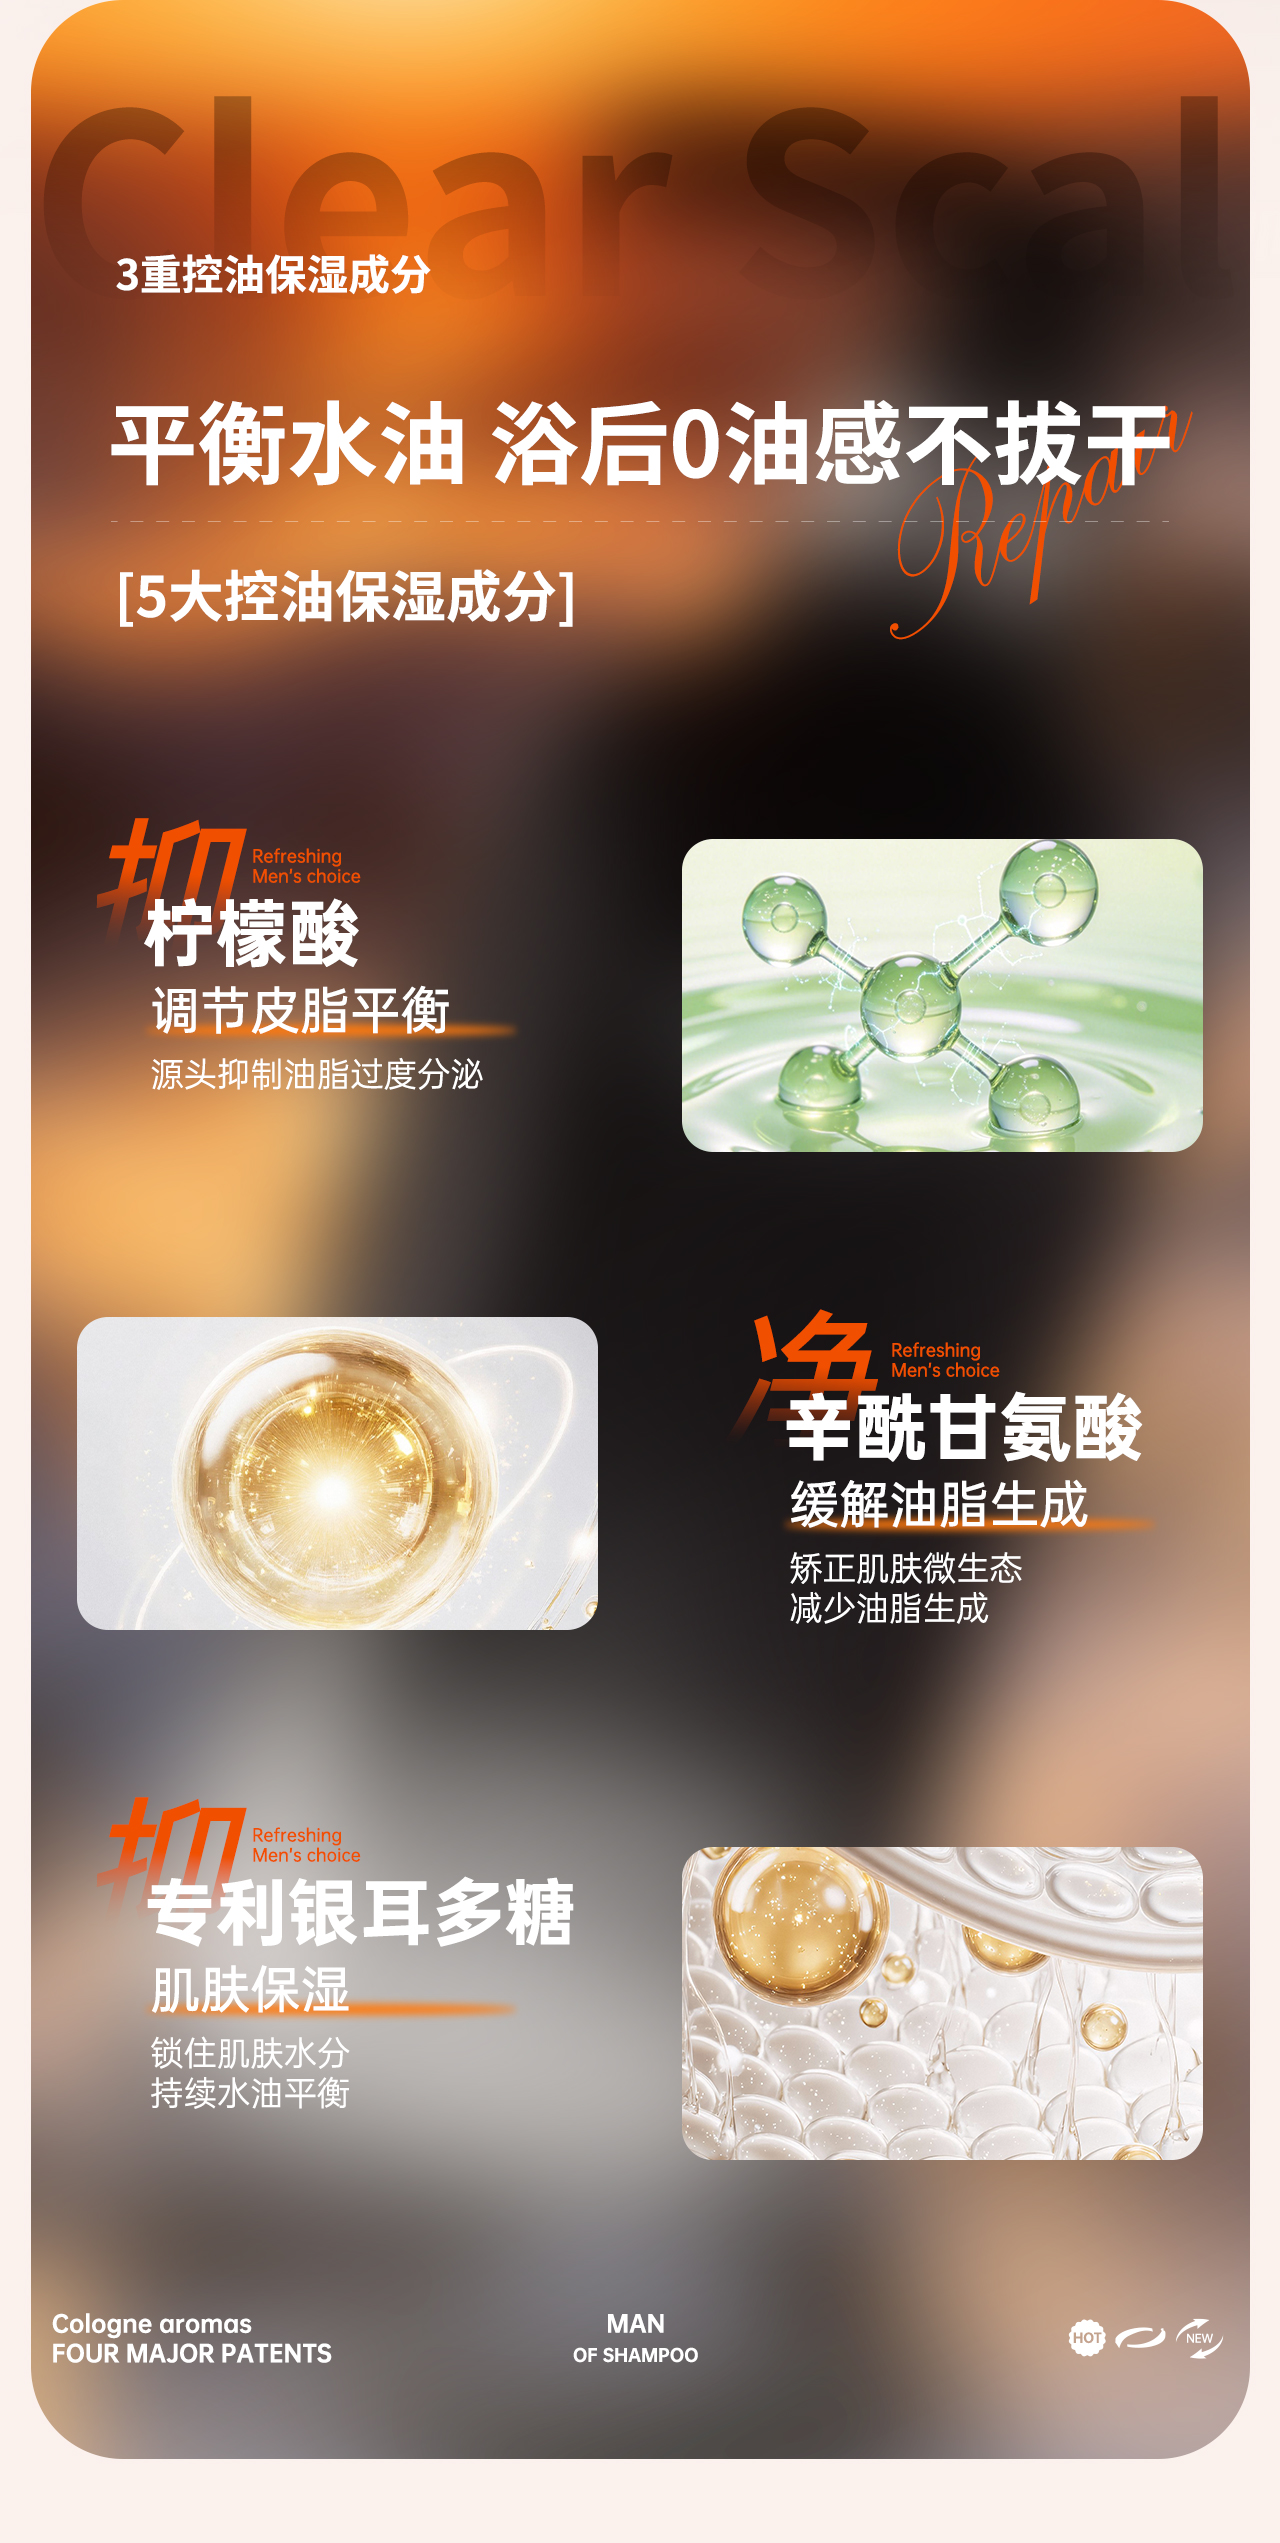 Clear Scal
3重控油保湿成分
平衡水油 浴后0油感不拔干
Repair
[5大控油保湿成分]
抑
Refreshing
Men's choice
柠檬酸
调节皮脂平衡
源头抑制油脂过度分泌
净
Refreshing
Men's choice
辛酰甘氨酸
缓解油脂生成
矫正肌肤微生态
减少油脂生成
抑
Refreshing
Men's choice
专利银耳多糖
肌肤保湿
锁住肌肤水分
持续水油平衡
Cologne aromas
FOUR MAJOR PATENTS
MAN
OF SHAMPOO
HOT
NEW